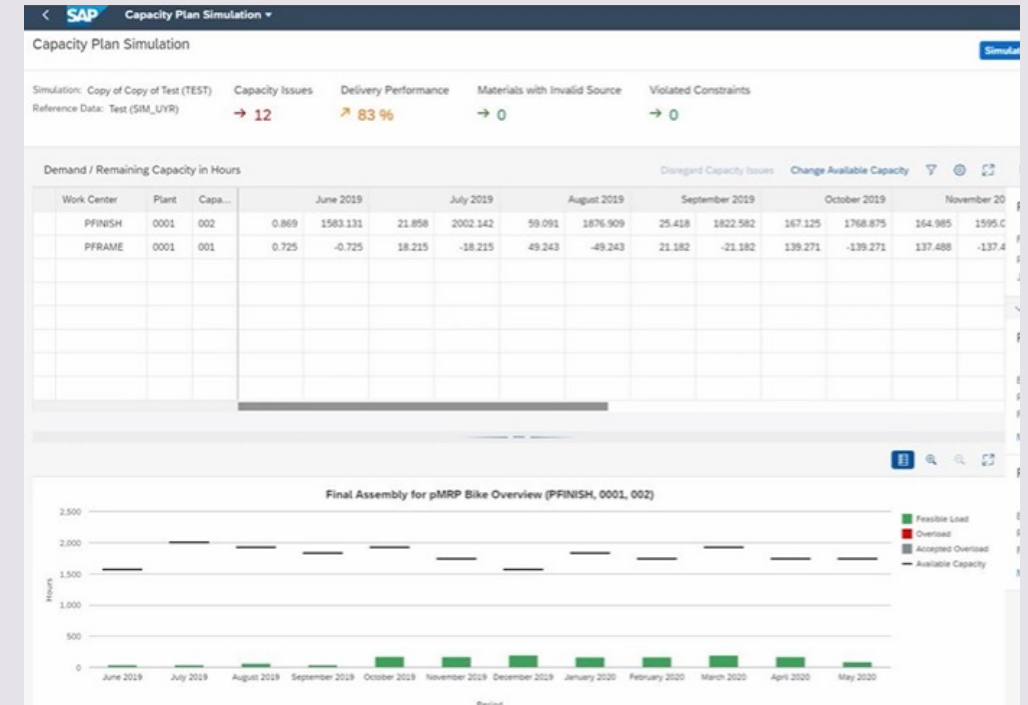 SAP Capacity Plan Simulation
Capacity Plan Simulation
Simulat
Simulation: Copy of Copy of Test (TEST)
Reference Data: Test (SIM_UYR)
Capacity Issues
→ 12
Delivery Performance
↗ 83 %
Materials with Invalid Source
→ 0
Violated Constraints
→ 0
Demand / Remaining Capacity in Hours
Disregard Capacity Issues Change Available Capacity
Work Center Plant Capa... June 2019 July 2019 August 2019 September 2019 October 2019 November 20
PFINISH 0001 002 0.869 1583.131 21.858 2002.142 59.091 1876.909 25.418 1822.582 167.125 1768.875 164.985 1595.0
PFRAME 0001 001 0.725 -0.725 18.215 -18.215 49.243 -49.243 21.182 -21.182 139.271 -139.271 137.488 -137.4
Final Assembly for pMRP Bike Overview (PFINISH, 0001, 002)
2,500
2,000
1,500
1,000
500
0
Hours
June 2019 July 2019 August 2019 September 2019 October 2019 November 2019 December 2019 January 2020 February 2020 March 2020 April 2020 May 2020
Period
Feasible Load
Overload
Accepted Overload
Available Capacity